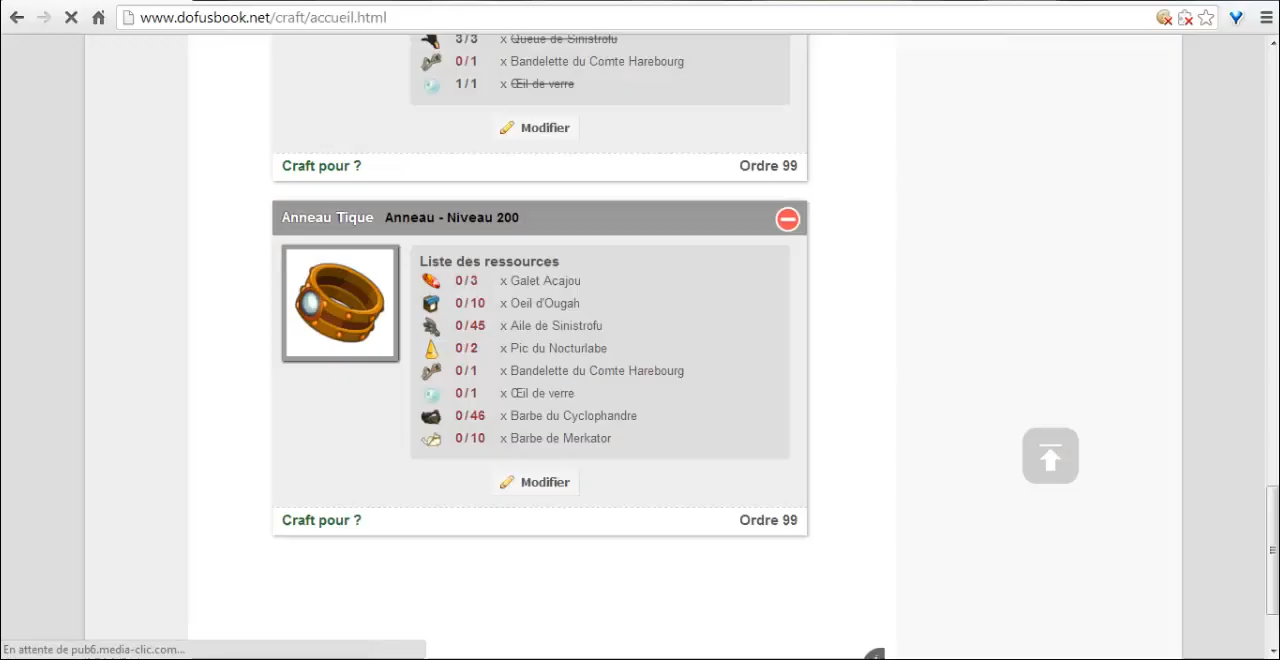 www.dofusbook.net/craft/accueil.html
3/3 x Queue de Sinistrofu
0/1 x Bandelette du Comte Harebourg
1/1 x Œil de verre
Modifier
Craft pour ? Ordre 99
Anneau Tique Anneau - Niveau 200
Liste des ressources
0/3 x Galet Acajou
0/10 x Oeil d'Ougah
0/45 x Aile de Sinistrofu
0/2 x Pic du Nocturlabe
0/1 x Bandelette du Comte Harebourg
0/1 x Œil de verre
0/46 x Barbe du Cyclophandre
0/10 x Barbe de Merkator
Modifier
Craft pour ? Ordre 99
En attente de pub6.media-clic.com...